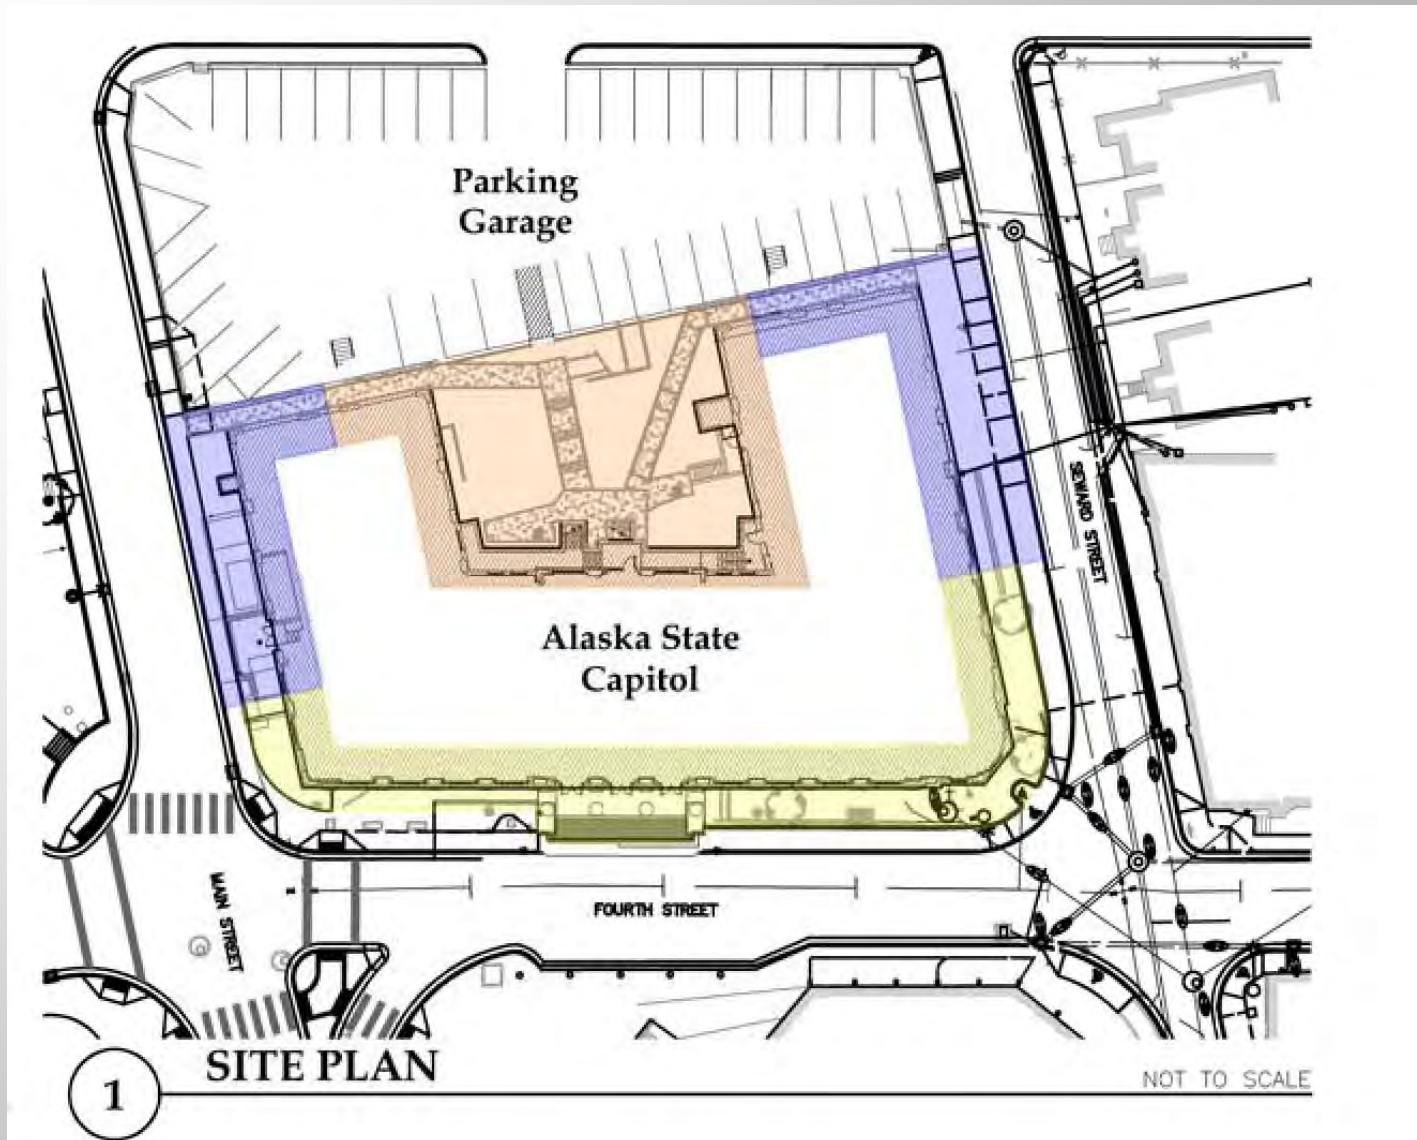 Parking
Garage
SEWARD STREET
Alaska State
Capitol
MAIN STREET
FOURTH STREET
SITE PLAN
1
NOT TO SCALE